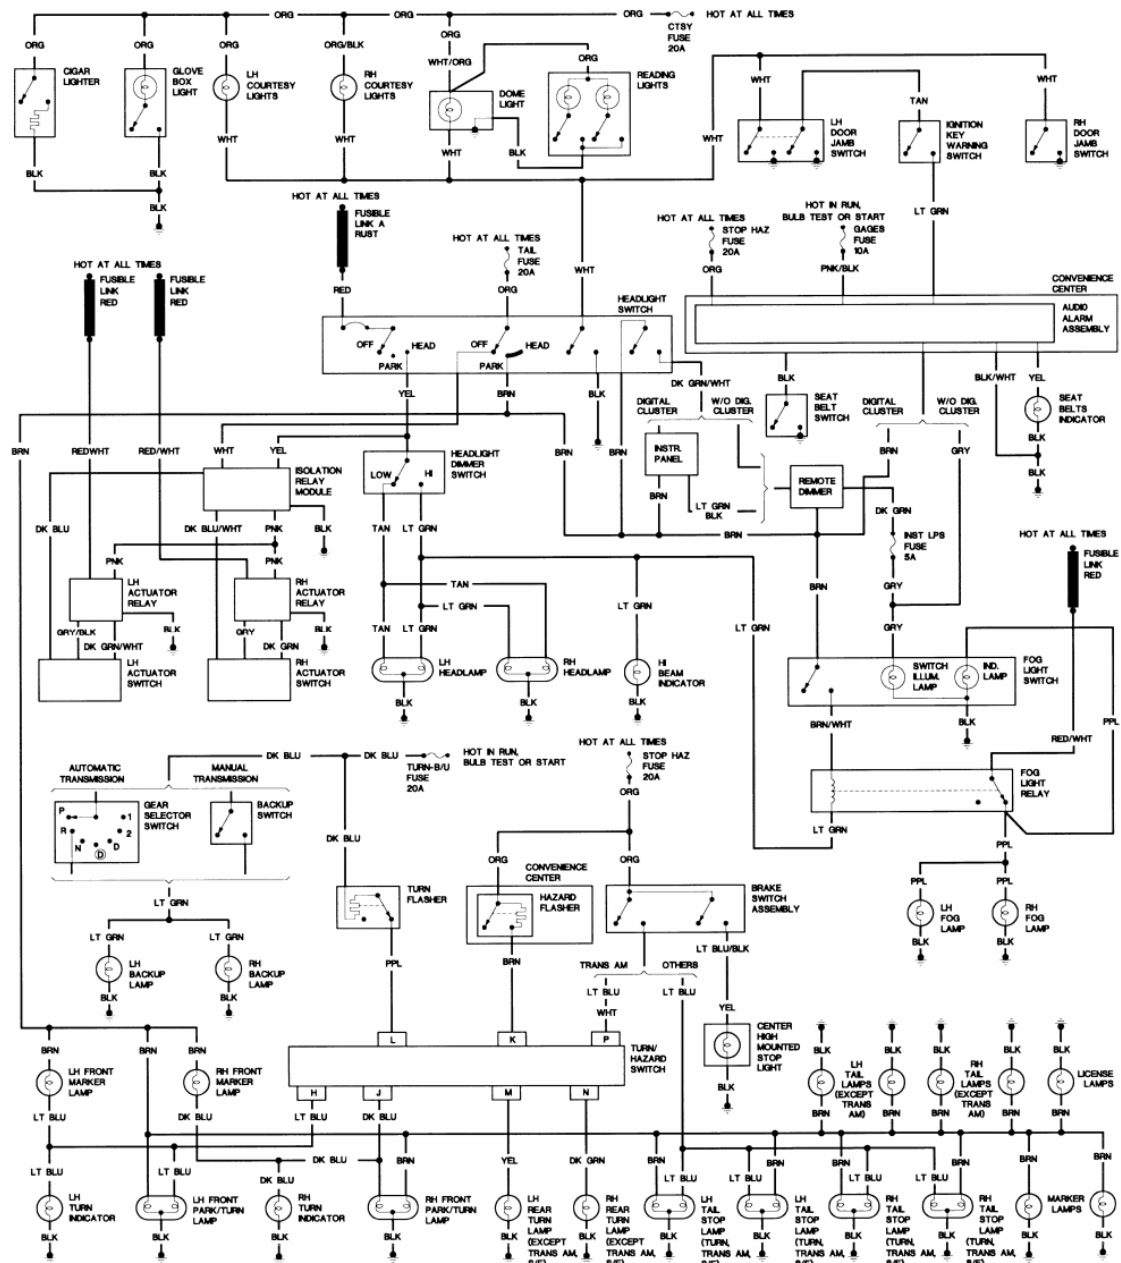 ORG
ORG
ORG
CTSY
FUSE
20A
HOT AT ALL TIMES
ORG
ORG
ORG
ORG/BLK
ORG
WHT/ORG
ORG
CIGAR
LIGHTER
GLOVE
BOX
LIGHT
LH
COURTESY
LIGHTS
RH
COURTESY
LIGHTS
DOME
LIGHT
READING
LIGHTS
WHT
WHT
TAN
LH
DOOR
JAMB
SWITCH
IGNITION
KEY
WARNING
SWITCH
RH
DOOR
JAMB
SWITCH
WHT
WHT
WHT
BLK
WHT
BLK
BLK
BLK
HOT AT ALL TIMES
FUSIBLE
LINK A
RUST
HOT AT ALL TIMES
TAIL
FUSE
20A
WHT
HOT AT ALL TIMES
STOP HAZ
FUSE
20A
ORG
HOT IN RUN,
BULB TEST OR START
GAGES
FUSE
10A
PNK/BLK
LT GRN
CONVENIENCE
CENTER
AUDIO
ALARM
ASSEMBLY
HOT AT ALL TIMES
FUSIBLE
LINK
RED
FUSIBLE
LINK
RED
RED
ORG
HEADLIGHT
SWITCH
OFF
HEAD
PARK
OFF
HEAD
PARK
YEL
BRN
BLK
DK GRN/WHT
DIGITAL
CLUSTER
W/O DIG.
CLUSTER
BLK
SEAT
BELT
SWITCH
DIGITAL
CLUSTER
W/O DIG.
CLUSTER
BLK/WHT
YEL
SEAT
BELTS
INDICATOR
BLK
BLK
BRN
RED/WHT
RED/WHT
WHT
YEL
ISOLATION
RELAY
MODULE
HEADLIGHT
DIMMER
SWITCH
LOW
HI
BRN
BRN
INSTR.
PANEL
BRN
LT GRN
BLK
REMOTE
DIMMER
BRN
GRY
DK GRN
DK BLU
DK BLU/WHT
PNK
BLK
TAN
LT GRN
BRN
INST LPS
FUSE
5A
HOT AT ALL TIMES
FUSIBLE
LINK
RED
PNK
PNK
LH
ACTUATOR
RELAY
RH
ACTUATOR
RELAY
TAN
LT GRN
LT GRN
BRN
GRY
GRY/BLK
BLK
GRY
BLK
TAN
LT GRN
LT GRN
GRY
DK GRN/WHT
DK GRN
LH
ACTUATOR
SWITCH
RH
ACTUATOR
SWITCH
LH
HEADLAMP
RH
HEADLAMP
HI
BEAM
INDICATOR
SWITCH
ILLUM.
LAMP
IND.
LAMP
FOG
LIGHT
SWITCH
BLK
BLK
BLK
BRN/WHT
BLK
RED/WHT
PPL
DK BLU
DK BLU
TURN-B/U
FUSE
20A
HOT IN RUN,
BULB TEST OR START
HOT AT ALL TIMES
STOP HAZ
FUSE
20A
ORG
FOG
LIGHT
RELAY
AUTOMATIC
TRANSMISSION
MANUAL
TRANSMISSION
P
R
N
D
D
2
1
GEAR
SELECTOR
SWITCH
BACKUP
SWITCH
DK BLU
LT GRN
PPL
ORG
ORG
CONVENIENCE
CENTER
HAZARD
FLASHER
TURN
FLASHER
BRAKE
SWITCH
ASSEMBLY
PPL
PPL
LH
FOG
LAMP
RH
FOG
LAMP
BLK
BLK
LT GRN
LT GRN
LT GRN
LH
BACKUP
LAMP
RH
BACKUP
LAMP
BLK
BLK
PPL
BRN
LT BLU/BLK
TRANS AM
OTHERS
LT BLU
WHT
LT BLU
YEL
CENTER
HIGH
MOUNTED
STOP
LIGHT
BLK
L
K
P
TURN/
HAZARD
SWITCH
H
J
M
N
BRN
BRN
BRN
LH FRONT
MARKER
LAMP
RH FRONT
MARKER
LAMP
LT BLU
DK BLU
LT BLU
DK BLU
BLK
BLK
BLK
BLK
BLK
LH
TAIL
LAMPS
(EXCEPT
TRANS
AM)
RH
TAIL
LAMPS
(EXCEPT
TRANS
AM)
LICENSE
LAMPS
BRN
BRN
BRN
BRN
BRN
LT BLU
LT BLU
DK BLU
DK BLU
BRN
YEL
DK GRN
BRN
LT BLU
BRN
LT BLU
BRN
LT BLU
BRN
LT BLU
BRN
BRN
LH
TURN
INDICATOR
LH FRONT
PARK/TURN
LAMP
RH
TURN
INDICATOR
RH FRONT
PARK/TURN
LAMP
LH
REAR
TURN
LAMP
(EXCEPT
TRANS AM,
RH
REAR
TURN
LAMP
(EXCEPT
TRANS AM,
LH
TAIL
STOP
LAMP
(TURN,
TRANS AM,
LH
TAIL
STOP
LAMP
(TURN,
TRANS AM,
RH
TAIL
STOP
LAMP
(TURN,
TRANS AM,
RH
TAIL
STOP
LAMP
(TURN,
TRANS AM,
MARKER
LAMPS
BLK
BLK
BLK
BLK
BLK
BLK
BLK
BLK
BLK
BLK
BLK
BLK